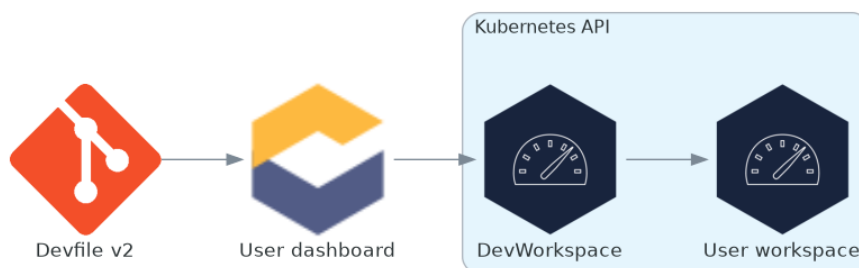 Kubernetes API
Devfile v2
User dashboard
DevWorkspace
User workspace